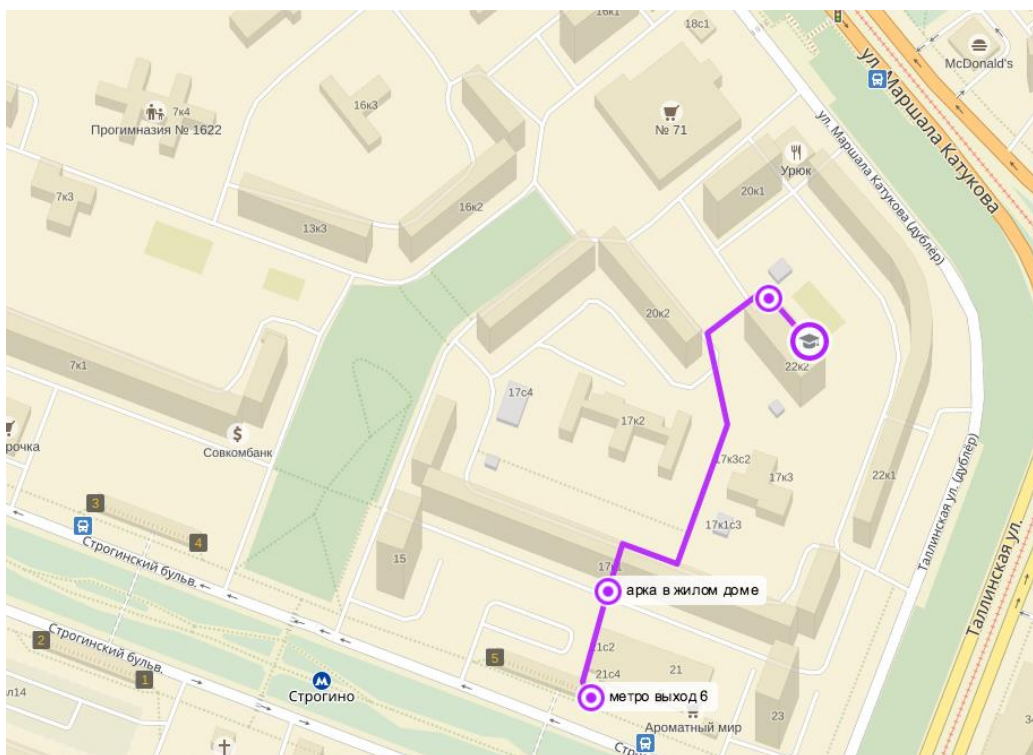 16к1
18с1
McDonald's
ул. Маршала Катукова
7к4
Прогимназия № 1622
16к3
№ 71
ул. Маршала Катукова (дублёр)
Урюк
20к1
7к3
16к2
13к3
20к2
22к2
7к1
17с4
17к2
рочка
$
Совкомбанк
17к3с2
17к3
22к1
3
4
Строгинский бульв.
15
17к1с3
17к1
арка в жилом доме
Таллинская ул. (дублёр)
Таллинская ул.
2
1
Строгинский бульв.
5
21с2
21с4
21
М
Строгино
метро выход 6
Ароматный мир
23
ал14